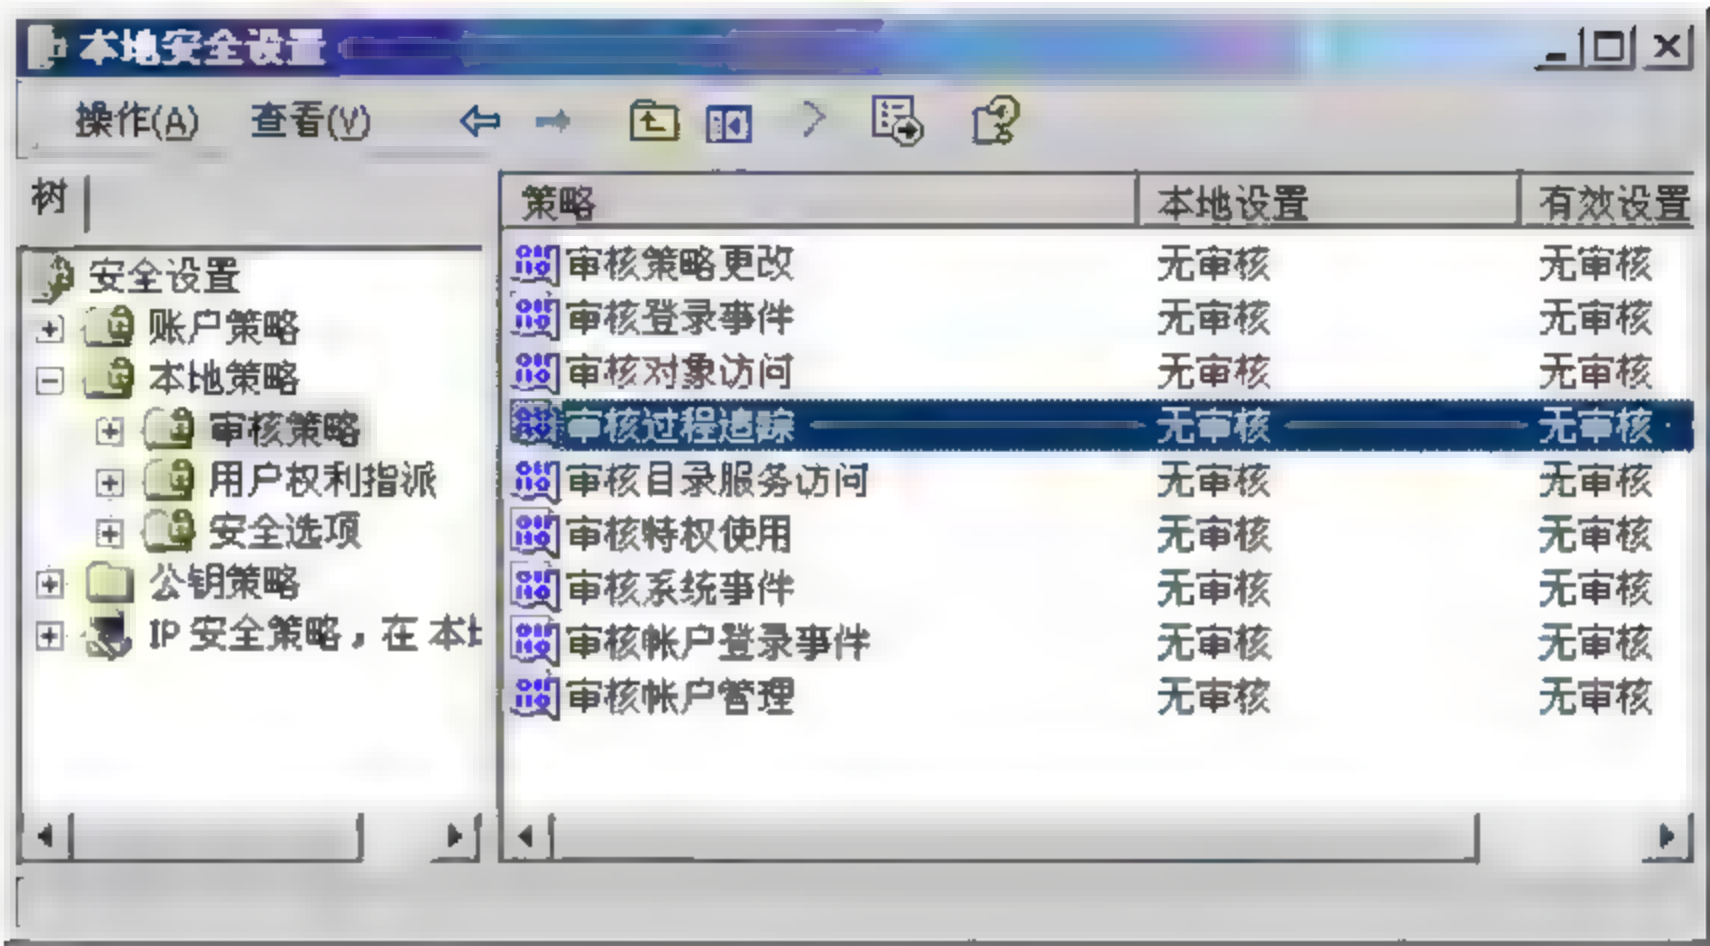 本地安全设置
操作(A) 查看(V)
树
安全设置
账户策略
本地策略
审核策略
用户权利指派
安全选项
公钥策略
IP 安全策略，在 本
策略 本地设置 有效设置
审核策略更改 无审核 无审核
审核登录事件 无审核 无审核
审核对象访问 无审核 无审核
审核过程追踪 无审核 无审核
审核目录服务访问 无审核 无审核
审核特权使用 无审核 无审核
审核系统事件 无审核 无审核
审核帐户登录事件 无审核 无审核
审核帐户管理 无审核 无审核